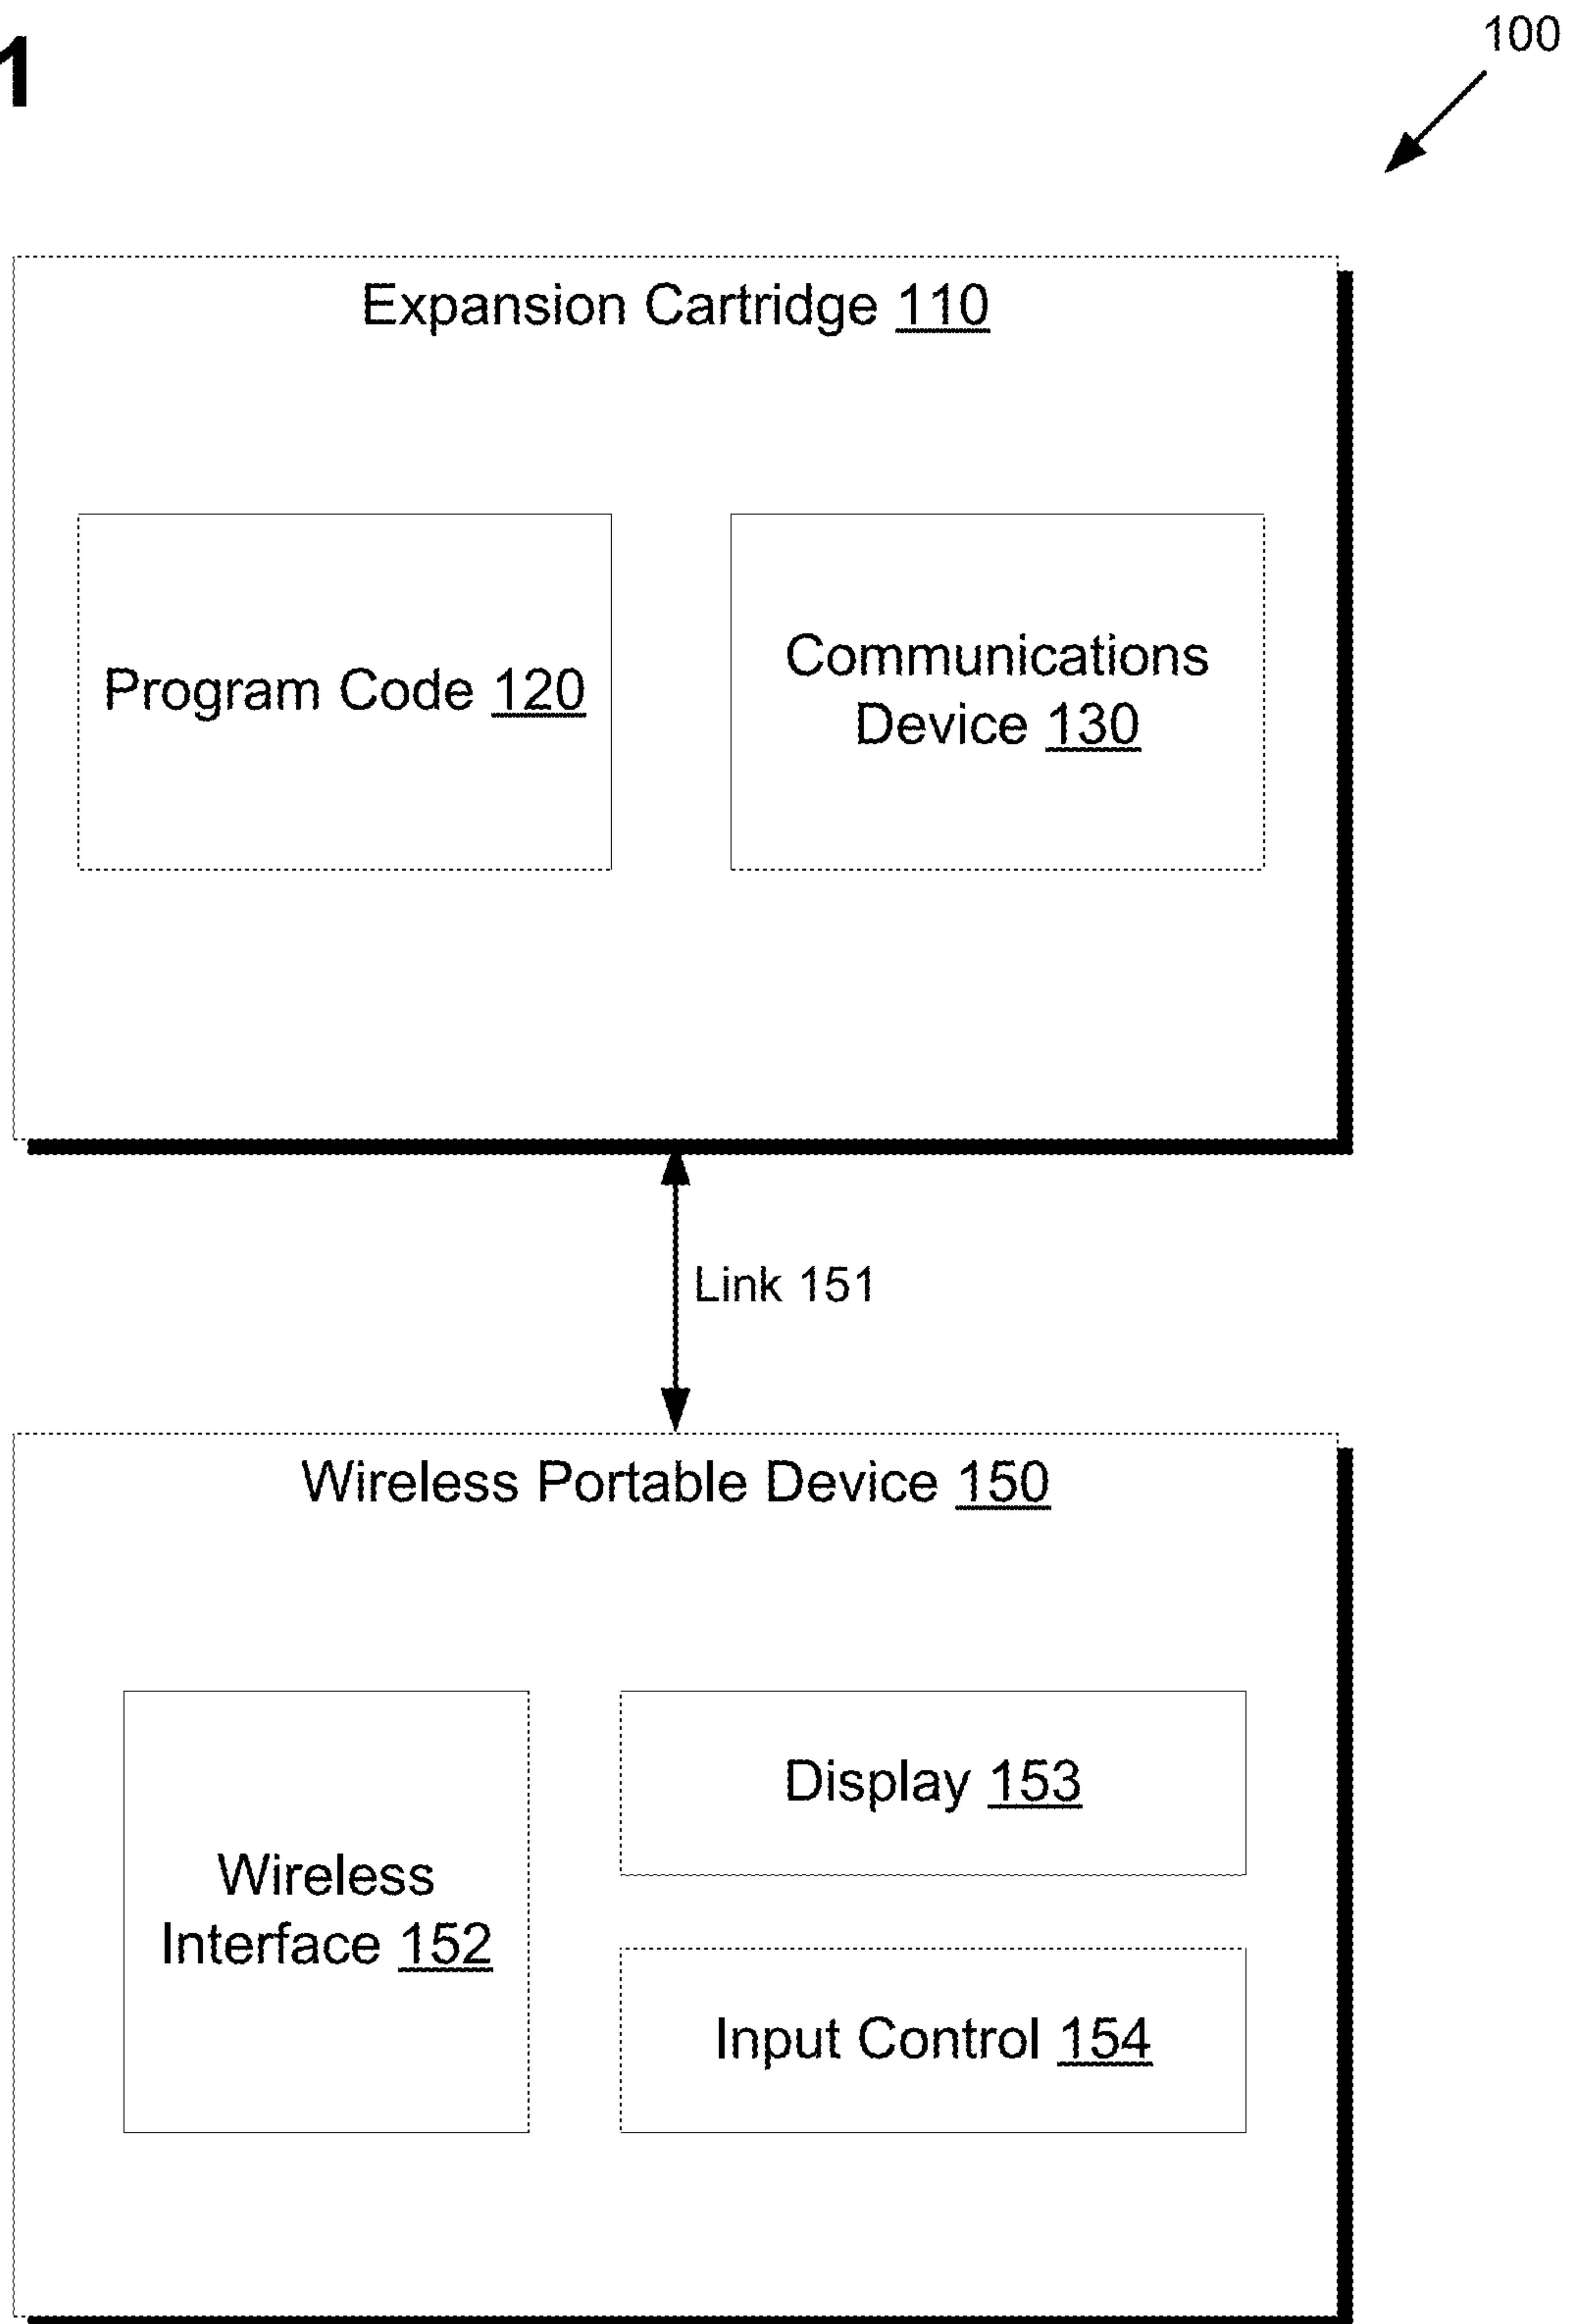 1
100
Expansion Cartridge 110
Program Code 120
Communications
Device 130
Link 151
Wireless Portable Device 150
Wireless
Interface 152
Display 153
Input Control 154